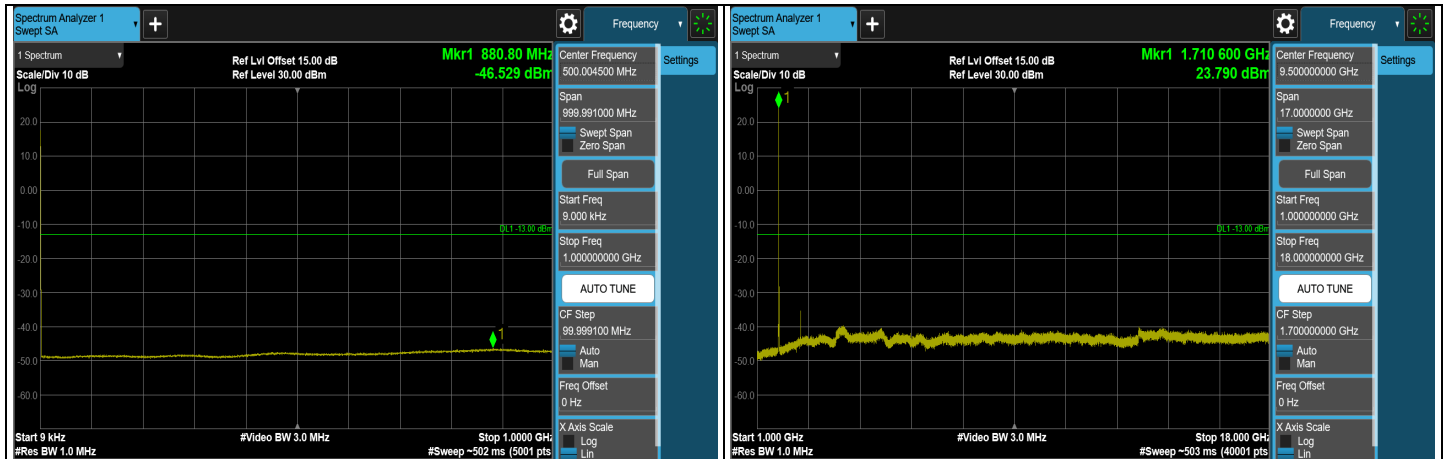 Spectrum Analyzer 1
Swept SA
+
Frequency
1 Spectrum
Scale/Div 10 dB
Log
Ref Lvl Offset 15.00 dB
Ref Level 30.00 dBm
Mkr1 880.80 MHz
-46.529 dBm
20.0
10.0
0.00
-10.0
-20.0
-30.0
-40.0
-50.0
-60.0
DL1 -13.00 dBm
1
Start 9 kHz
#Res BW 1.0 MHz
#Video BW 3.0 MHz
Stop 1.0000 GHz
#Sweep ~502 ms (5001 pts
Center Frequency
500.004500 MHz
Settings
Span
999.991000 MHz
Swept Span
Zero Span
Full Span
Start Freq
9.000 kHz
Stop Freq
1.000000000 GHz
AUTO TUNE
CF Step
99.999100 MHz
Auto
Man
Freq Offset
0 Hz
X Axis Scale
Log
Lin
Spectrum Analyzer 1
Swept SA
+
Frequency
1 Spectrum
Scale/Div 10 dB
Log
Ref Lvl Offset 15.00 dB
Ref Level 30.00 dBm
Mkr1 1.710 600 GHz
23.790 dBm
1
20.0
10.0
0.00
-10.0
-20.0
-30.0
-40.0
-50.0
-60.0
DL1 -13.00 dBm
Start 1.000 GHz
#Res BW 1.0 MHz
#Video BW 3.0 MHz
Stop 18.000 GHz
#Sweep ~503 ms (40001 pts
Center Frequency
9.500000000 GHz
Settings
Span
17.0000000 GHz
Swept Span
Zero Span
Full Span
Start Freq
1.000000000 GHz
Stop Freq
18.000000000 GHz
AUTO TUNE
CF Step
1.700000000 GHz
Auto
Man
Freq Offset
0 Hz
X Axis Scale
Log
Lin